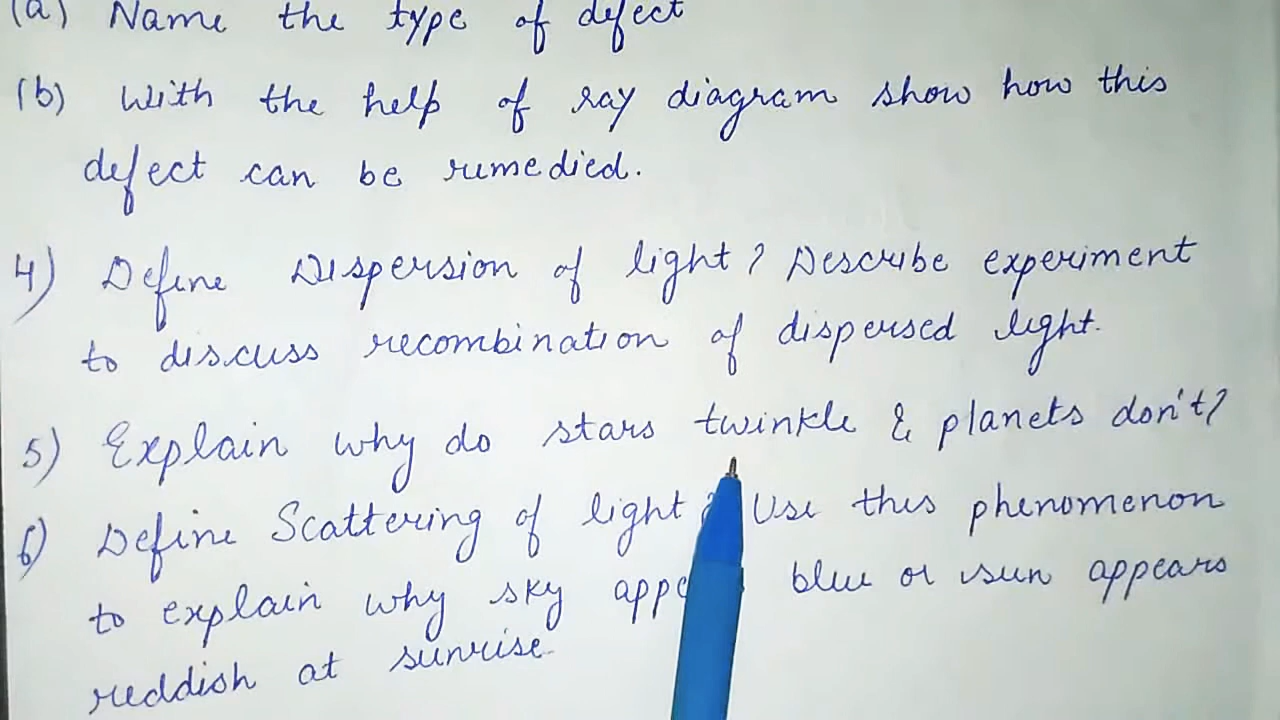 (a) Name the type of defect
(b) With the help of ray diagram show how this
defect can be remedied.
4) Define Dispersion of light? Describe experiment
to discuss recombination of dispersed light.
5) Explain why do stars twinkle & planets don't?
6) Define Scattering of light? Use this phenomenon
to explain why sky blue or sun appears
reddish at sunrise.